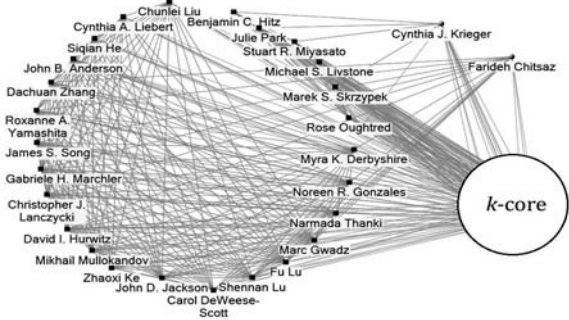 Chunlei Liu
Benjamin C. Hitz
Cynthia A. Liebert
Julie Park
Cynthia J. Krieger
Siqian He
Stuart R. Miyasato
John B. Anderson
Michael S. Livstone
Farideh Chitsaz
Dachuan Zhang
Marek S. Skrzypek
Roxanne A.
Yamashita
Rose Oughtred
James S. Song
Myra K. Derbyshire
Gabriele H. Marchler
Noreen R. Gonzales
k-core
Christopher J.
Lanczycki
Narmada Thanki
David I. Hurwitz
Marc Gwadz
Mikhail Mullokandov
Fu Lu
Zhaoxi Ke
John D. Jackson
Shennan Lu
Carol DeWeese-
Scott